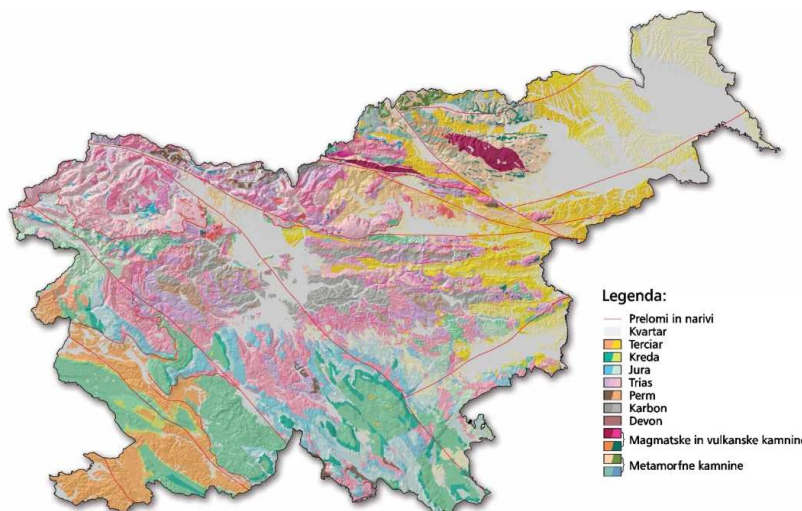 Legenda:
Prelomi in narivi
Kvartar
Terciar
Kreda
Jura
Trias
Perm
Karbon
Devon
Magmatske in vulkanske kamnine
Metamorfne kamnine